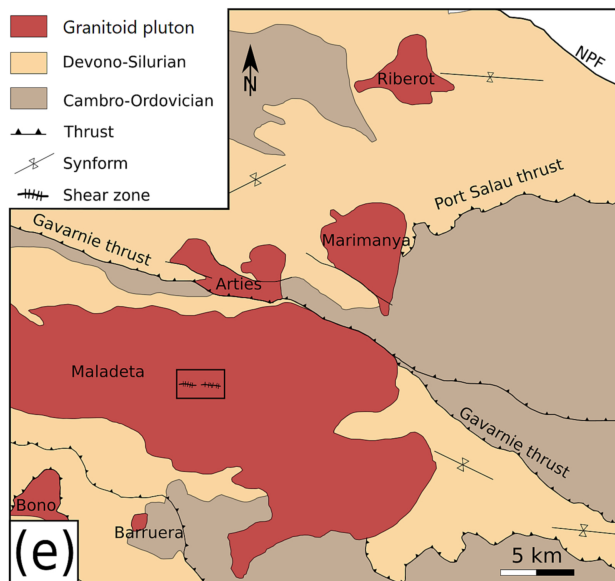 Granitoid pluton
Devono-Silurian
Cambro-Ordovician
Thrust
Synform
Shear zone
N
NPF
Riberot
Port Salau thrust
Gavarnie thrust
Marimanya
Arties
Maladeta
Gavarnie thrust
Bono
Barruera
(e)
5 km